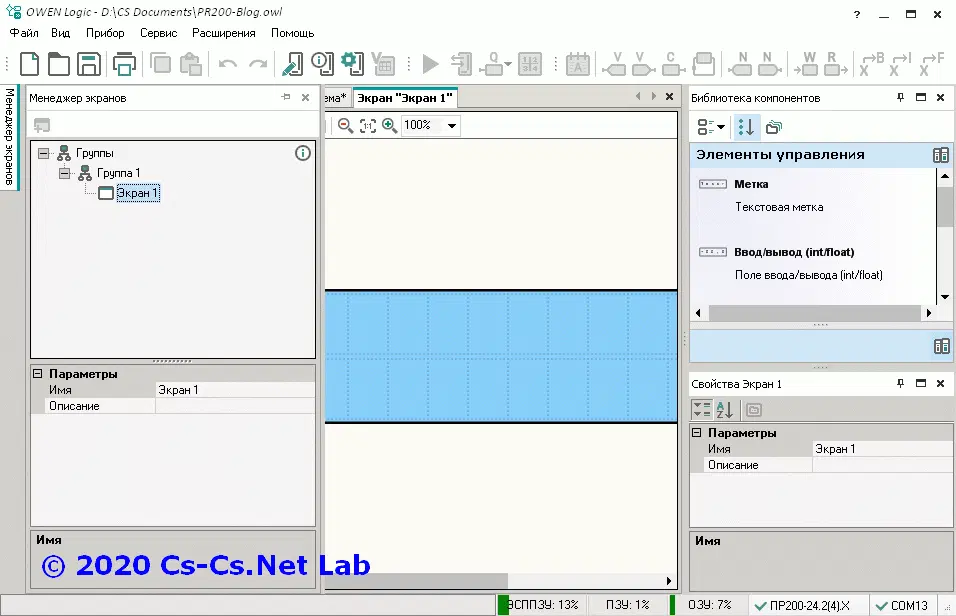 OWEN Logic - D:\CS Documents\PR200-Blog.owl
Файл Вид Прибор Сервис Расширения Помощь
Менеджер экранов
Менеджер экранов
Группы
Группа 1
Экран 1
Параметры
Имя Экран 1
Описание
Имя
ема* Экран "Экран 1"
1:1 100%
Библиотека компонентов
Элементы управления
Метка
Текстовая метка
Ввод/вывод (int/float)
Поле ввода/вывода (int/float)
Свойства Экран 1
Параметры
Имя Экран 1
Описание
Имя
© 2020 Cs-Cs.Net Lab
ЭСППЗУ: 13% ПЗУ: 1% ОЗУ: 7% ПР200-24.2(4).X COM13